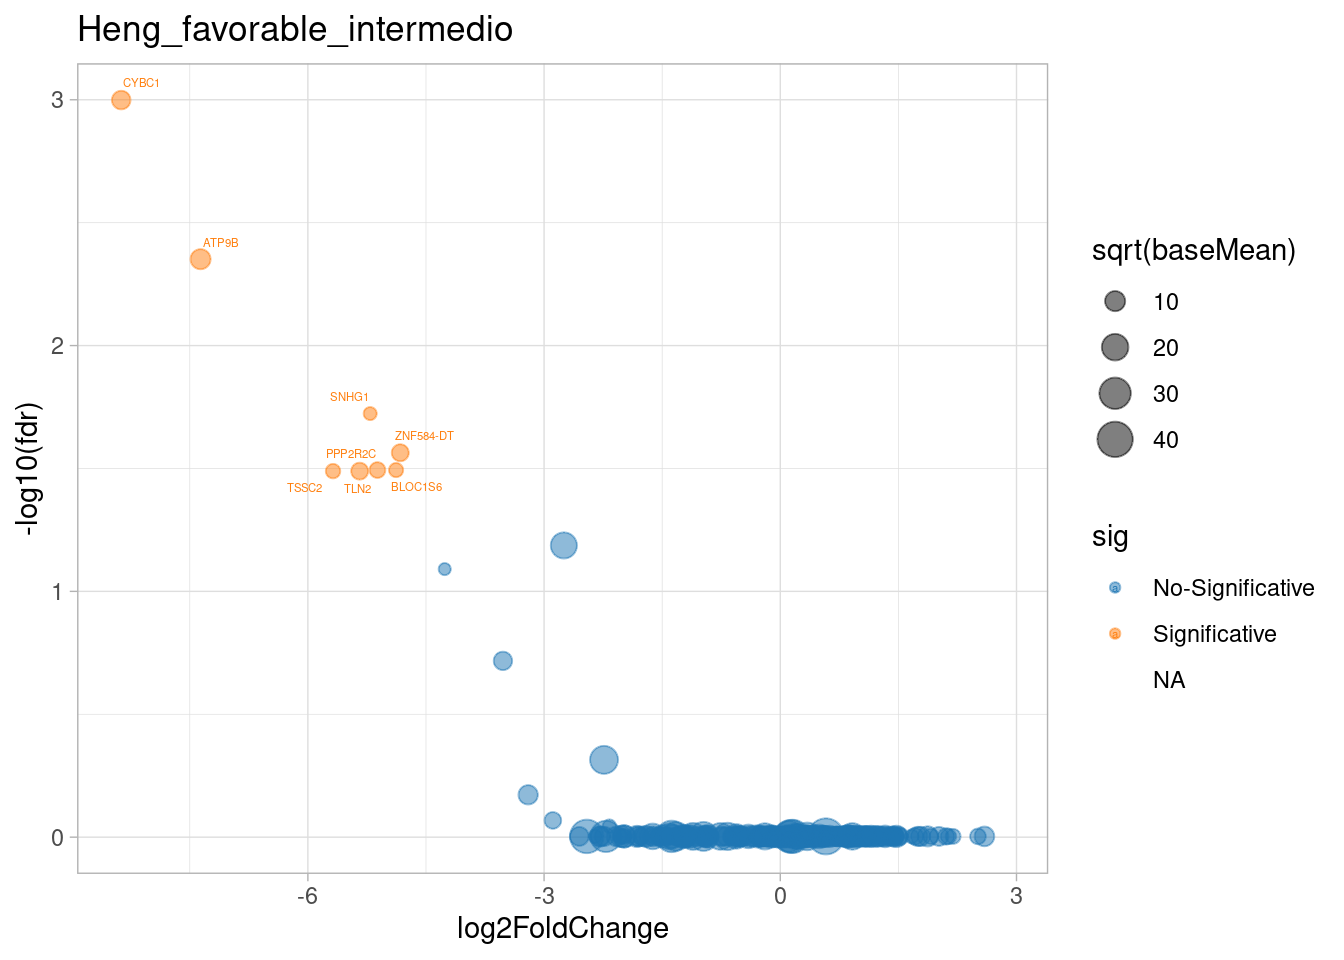 Heng_favorable_intermedio
CYBC1
3
ATP9B
2
SNHG1
ZNF584-DT
PPP2R2C
TSSC2
TLN2
BLOC1S6
1
0
-log10(fdr)
-6
-3
0
3
log2FoldChange
sqrt(baseMean)
10
20
30
40
sig
a No-Significative
a Significative
NA